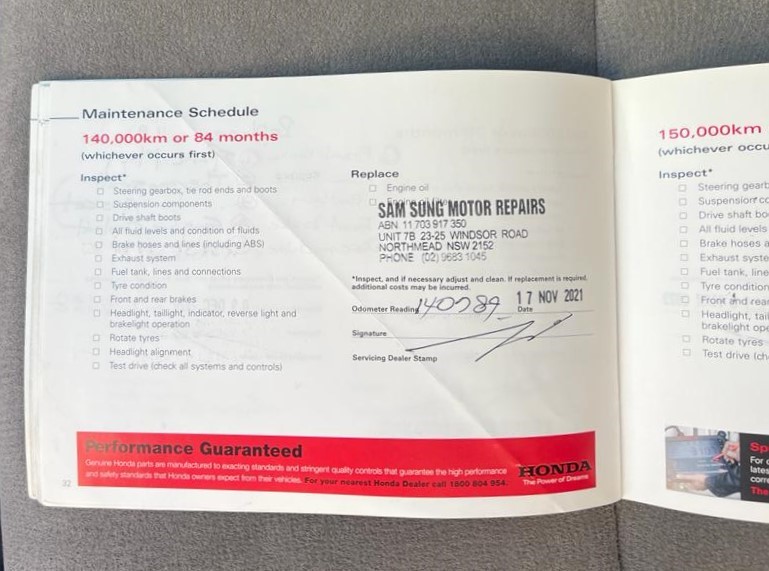 Maintenance Schedule
140,000km or 84 months
(whichever occurs first)
Inspect*
Steering gearbox, tie rod ends and boots
Suspension components
Drive shaft boots
All fluid levels and condition of fluids
Brake hoses and lines (including ABS)
Exhaust system
Fuel tank, lines and connections
Tyre condition
Front and rear brakes
Headlight, taillight, indicator, reverse light and
brakelight operation
Rotate tyres
Headlight alignment
Test drive (check all systems and controls)
Replace
Engine oil
SAM SUNG MOTOR REPAIRS
ABN 11 703 917 350
UNIT 7B 23-25 WINDSOR ROAD
NORTHMEAD NSW 2152
PHONE (02) 9683 1045
*Inspect, and if necessary adjust and clean. If replacement is required,
additional costs may be incurred.
Odometer Reading 140789 Date 17 NOV 2021
Signature
Servicing Dealer Stamp
Performance Guaranteed
Genuine Honda parts are manufactured to exacting standards and stringent quality controls that guarantee the high performance
and safety standards that Honda owners expect from their vehicles. For your nearest Honda Dealer call 1800 804 954.
HONDA
The Power of Dreams
32
150,000km
(whichever occu
Inspect*
Steering gearb
Suspension co
Drive shaft bo
All fluid levels
Brake hoses a
Exhaust syste
Fuel tank, line
Tyre condition
Front and rear
Headlight, tail
brakelight ope
Rotate tyres
Test drive (ch
Sp
For
lates
corre
The